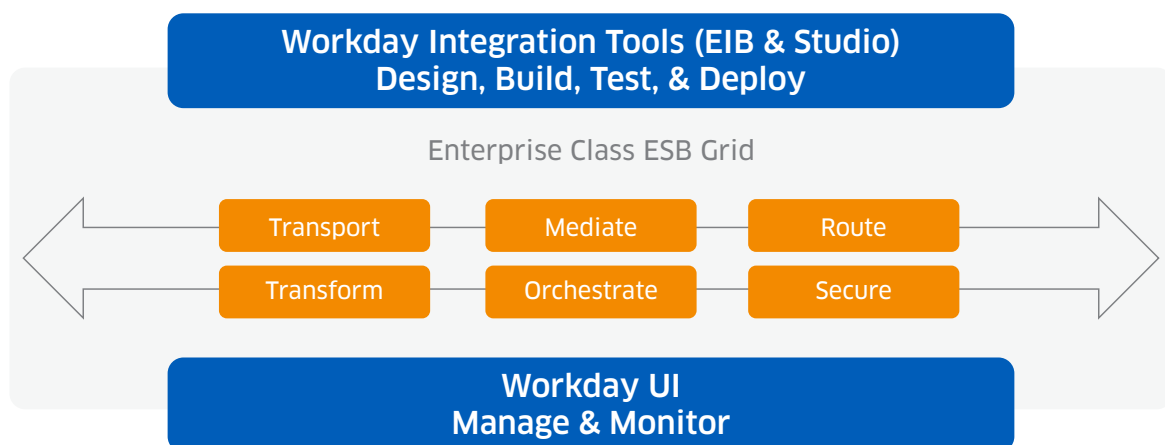 Workday Integration Tools (EIB & Studio)
Design, Build, Test, & Deploy
Enterprise Class ESB Grid
Transport
Mediate
Route
Transform
Orchestrate
Secure
Workday UI
Manage & Monitor